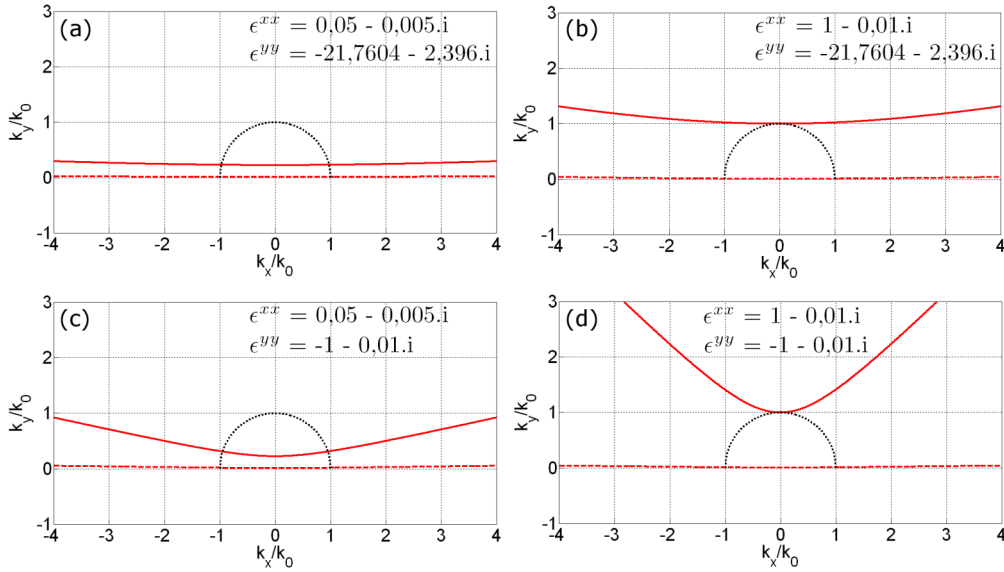 (a)
ϵ^{xx} = 0,05 - 0,005.i
ϵ^{yy} = -21,7604 - 2,396.i
3
2
1
0
-1
k_y/k_0
-4 -3 -2 -1 0 1 2 3 4
k_x/k_0
(b)
ϵ^{xx} = 1 - 0,01.i
ϵ^{yy} = -21,7604 - 2,396.i
3
2
1
0
-1
k_y/k_0
-4 -3 -2 -1 0 1 2 3 4
k_x/k_0
(c)
ϵ^{xx} = 0,05 - 0,005.i
ϵ^{yy} = -1 - 0,01.i
3
2
1
0
-1
k_y/k_0
-4 -3 -2 -1 0 1 2 3 4
k_x/k_0
(d)
ϵ^{xx} = 1 - 0,01.i
ϵ^{yy} = -1 - 0,01.i
3
2
1
0
-1
k_y/k_0
-4 -3 -2 -1 0 1 2 3 4
k_x/k_0